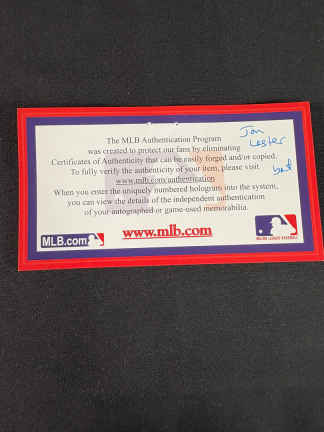 The MLB Authentication Program
was created to protect our fans by eliminating
Certificates of Authenticity that can be easily forged and/or copied.
To fully verify the authenticity of your item, please visit
www.mlb.com/authentication
When you enter the uniquely numbered hologram into the system,
you can view the details of the independent authentication
of your autographed or game-used memorabilia.
Jon
Lester
bat
MLB.com
www.mlb.com
MAJOR LEAGUE BASEBALL